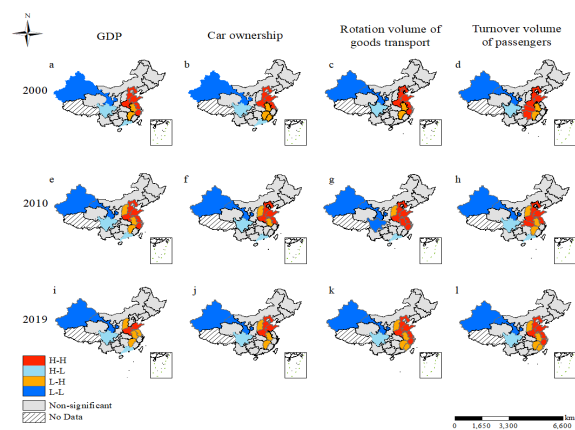 N
GDP
Car ownership
Rotation volume of
goods transport
Turnover volume
of passengers
a
b
c
d
2000
e
f
g
h
2010
i
j
k
l
2019
H-H
H-L
L-H
L-L
Non-significant
No Data
km
0 1,650 3,300 6,600